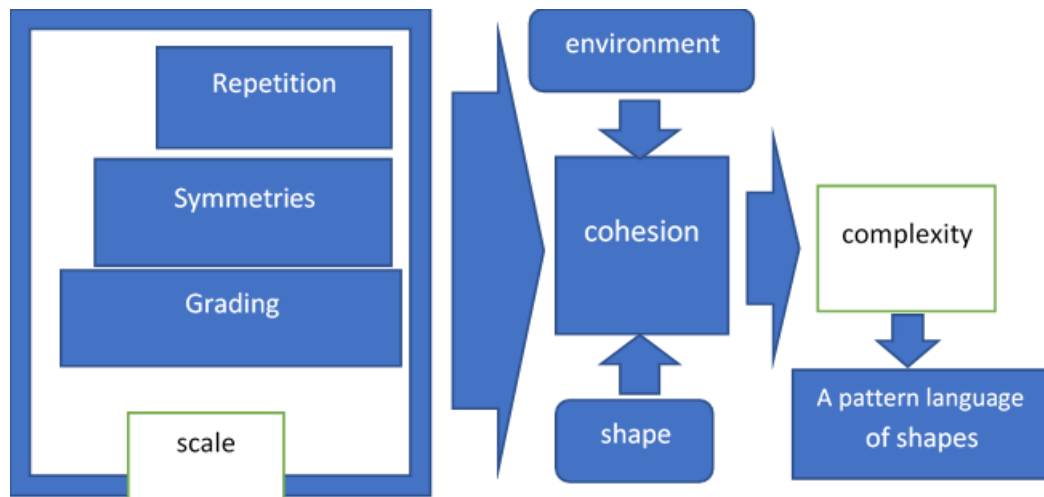 Repetition
Symmetries
Grading
scale
environment
cohesion
shape
complexity
A pattern language
of shapes